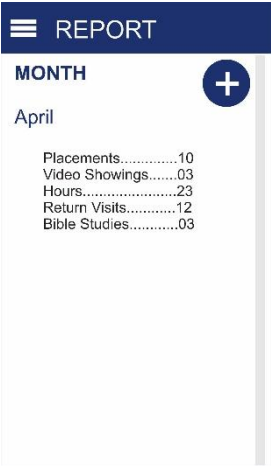 REPORT
MONTH
April
Placements..............10
Video Showings.......03
Hours.......................23
Return Visits............12
Bible Studies............03